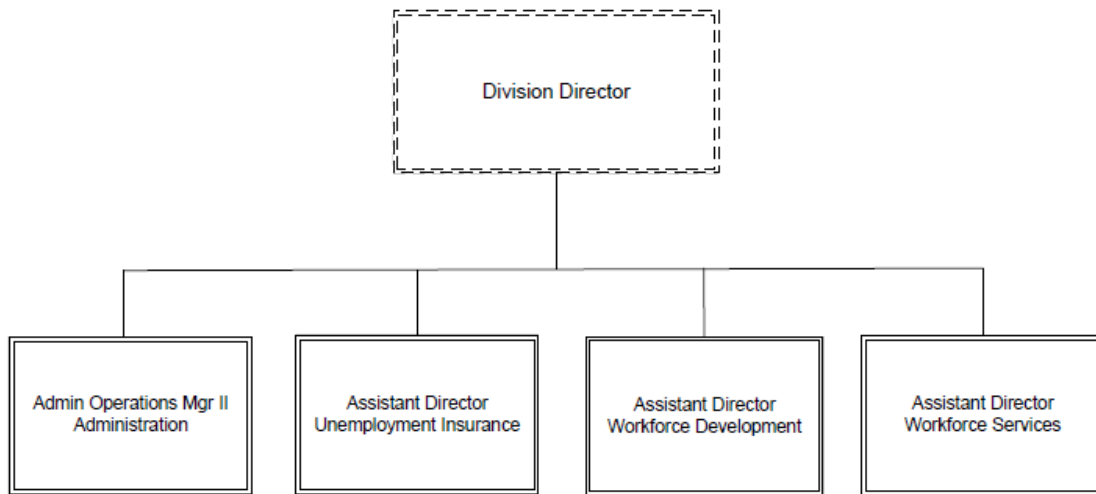 Division Director
Admin Operations Mgr II
Administration
Assistant Director
Unemployment Insurance
Assistant Director
Workforce Development
Assistant Director
Workforce Services